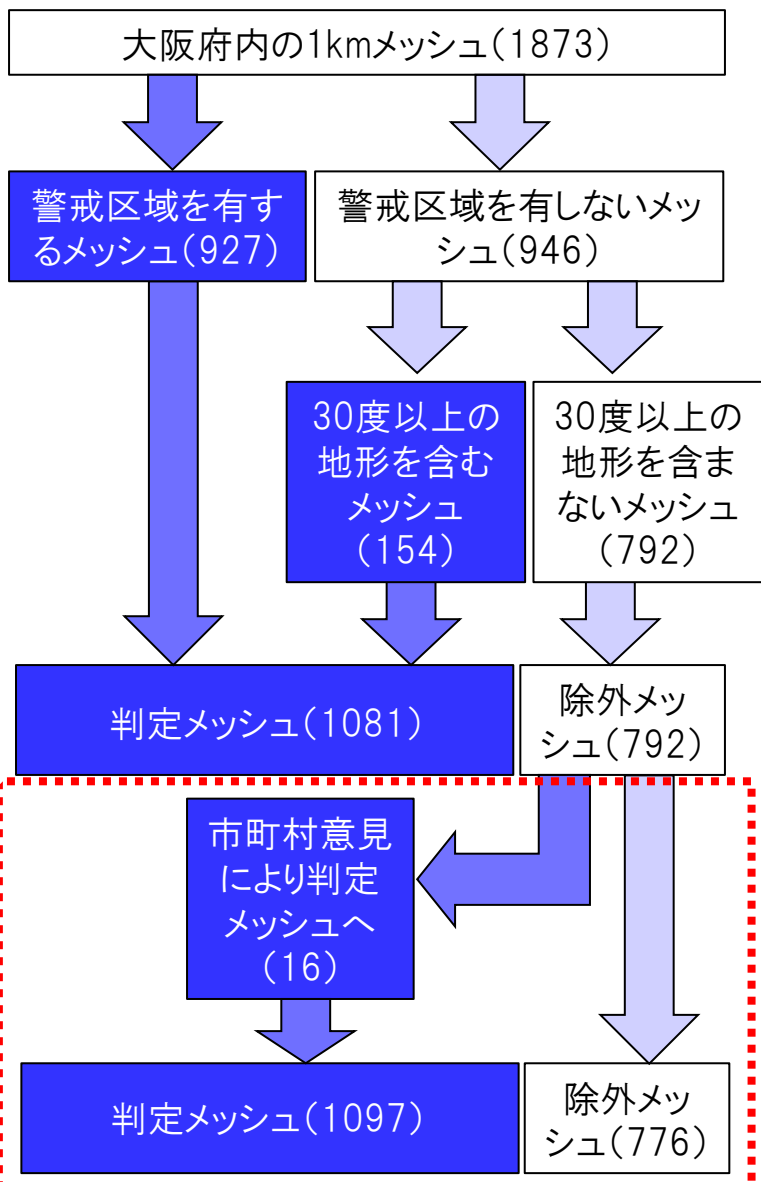 大阪府内の1kmメッシュ(1873)
警戒区域を有す
るメッシュ(927)
警戒区域を有しないメッ
シュ(946)
30度以上の
地形を含む
メッシュ
(154)
30度以上の
地形を含ま
ないメッシュ
(792)
判定メッシュ(1081)
除外メッ
シュ(792)
市町村意見
により判定
メッシュへ
(16)
判定メッシュ(1097)
除外メッ
シュ(776)